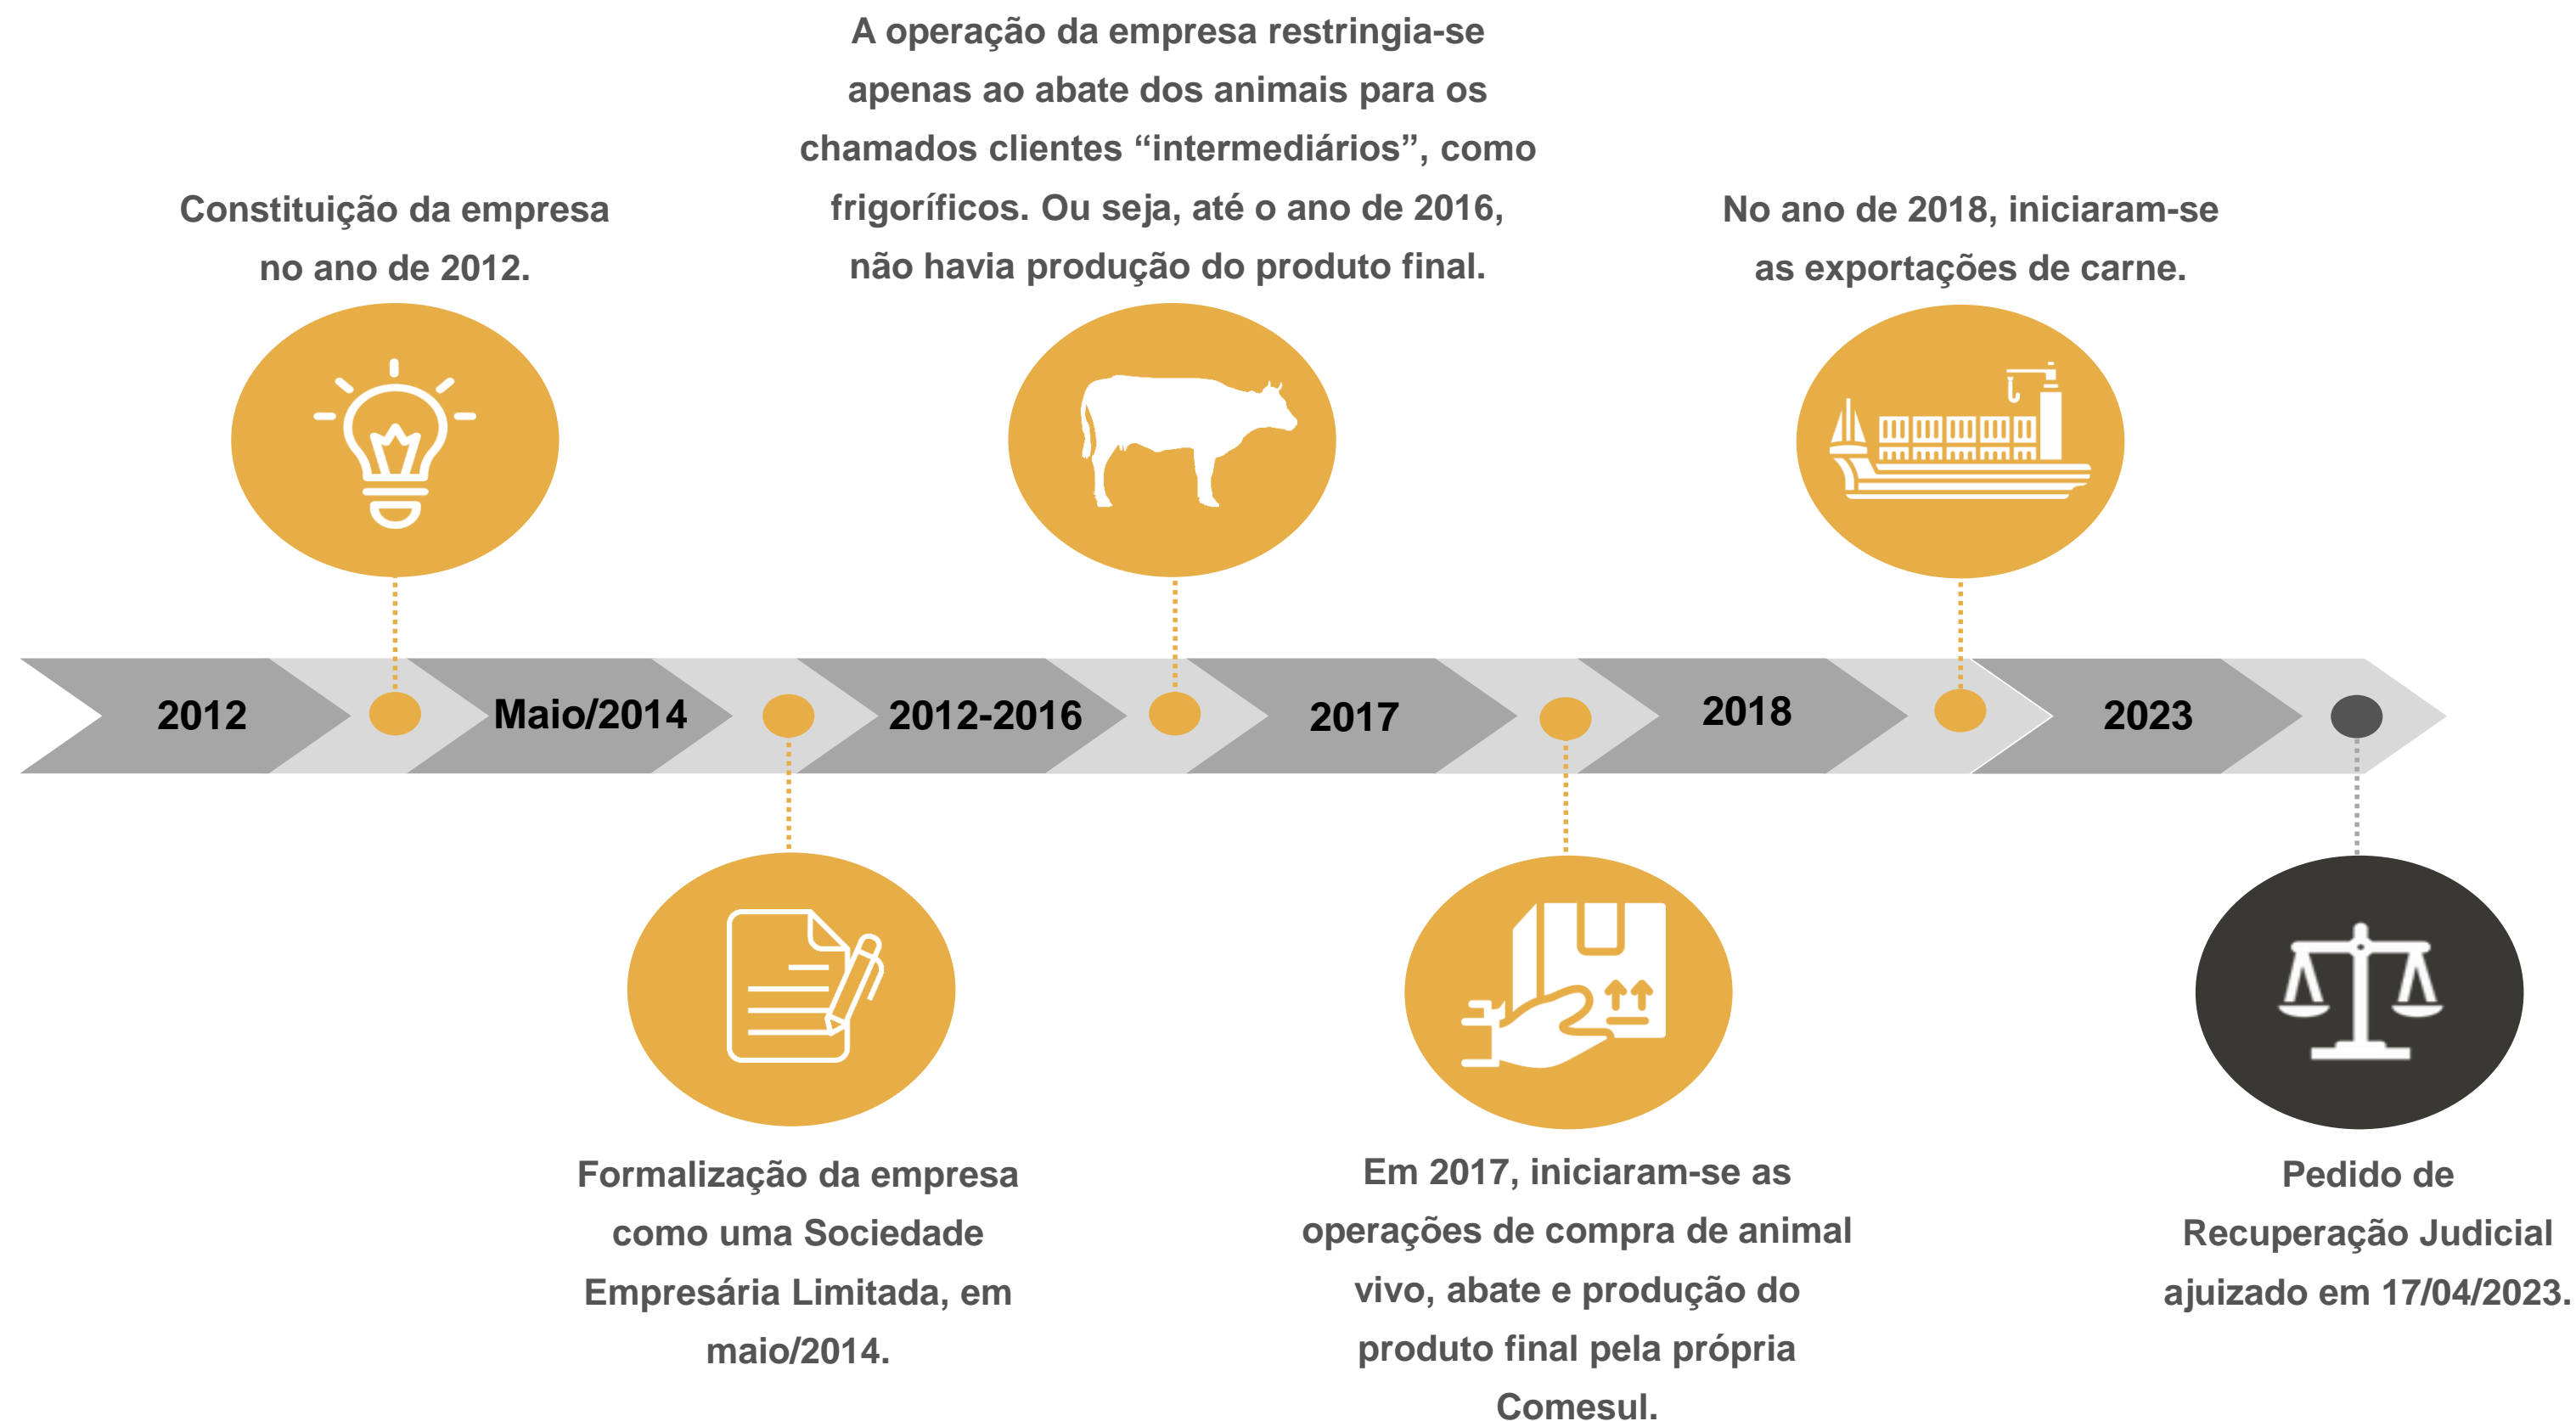 A operação da empresa restringia-se
apenas ao abate dos animais para os
chamados clientes “intermediários”, como
frigoríficos. Ou seja, até o ano de 2016,
não havia produção do produto final.
Constituição da empresa
no ano de 2012.
No ano de 2018, iniciaram-se
as exportações de carne.
2012
Maio/2014
2012-2016
2017
2018
2023
Formalização da empresa
como uma Sociedade
Empresária Limitada, em
maio/2014.
Em 2017, iniciaram-se as
operações de compra de animal
vivo, abate e produção do
produto final pela própria
Comesul.
Pedido de
Recuperação Judicial
ajuizado em 17/04/2023.